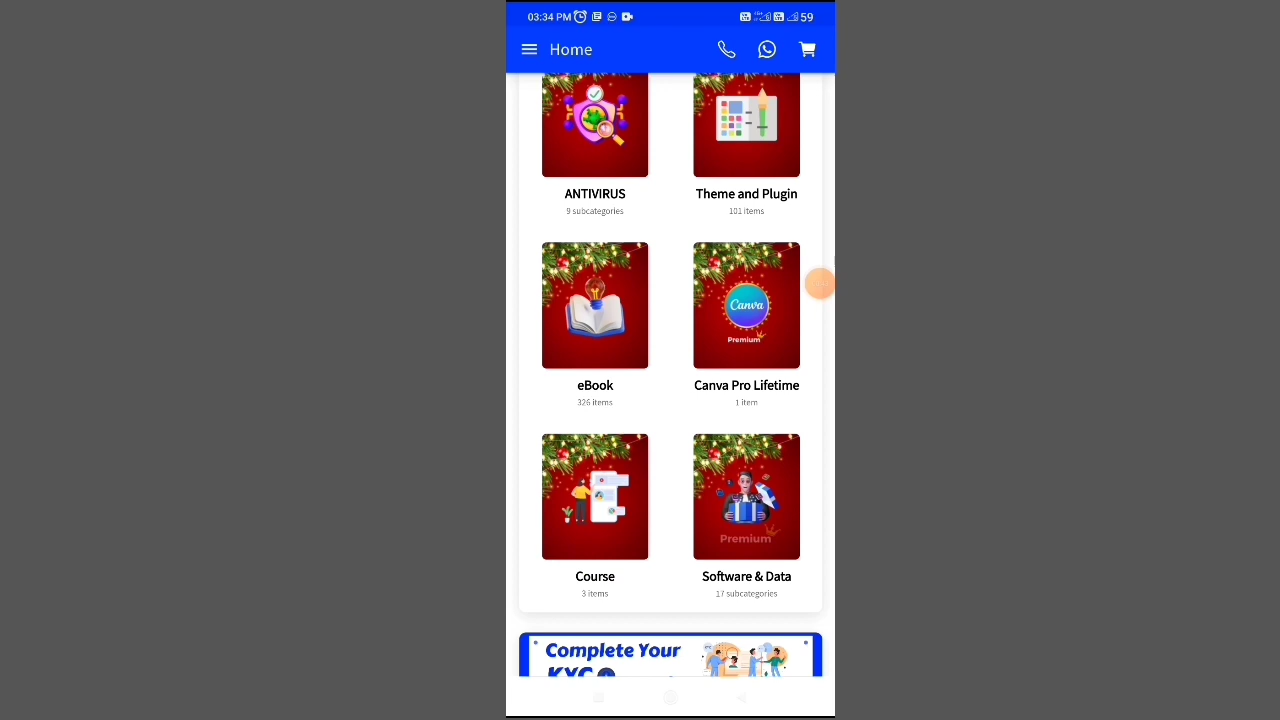 03:34 PM 59
Home
ANTIVIRUS
9 subcategories
Theme and Plugin
101 items
Canva
Premium
eBook
326 items
Canva Pro Lifetime
1 item
Premium
Course
3 items
Software & Data
17 subcategories
Complete Your
KYC